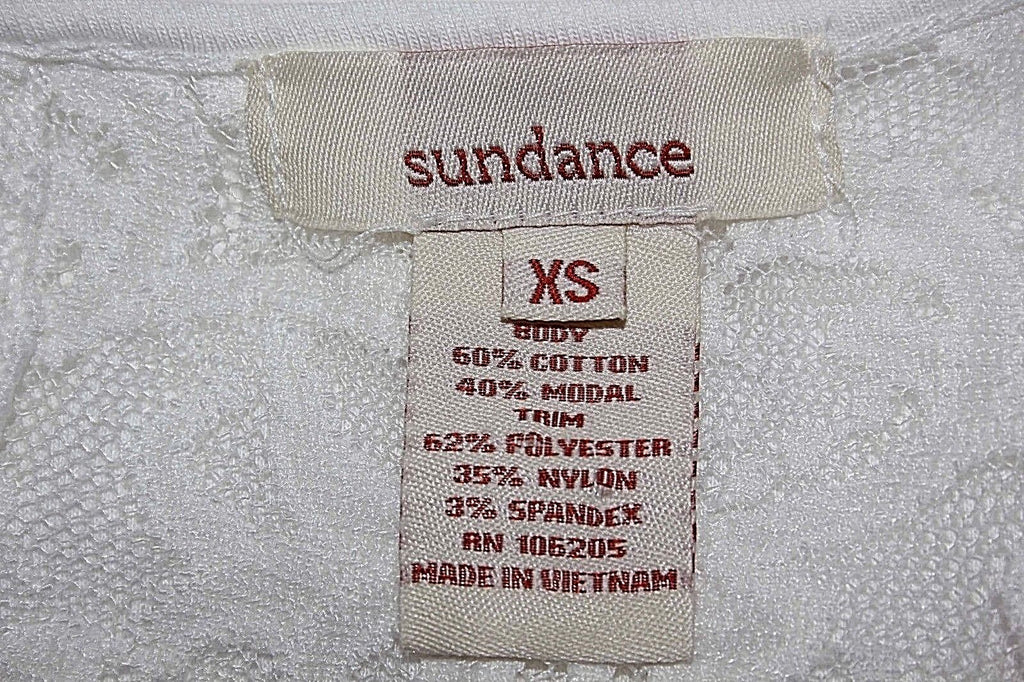 sundance
XS
BODY
60% COTTON
40% MODAL
TRIM
62% POLYESTER
35% NYLON
3% SPANDEX
RN 106205
MADE IN VIETNAM